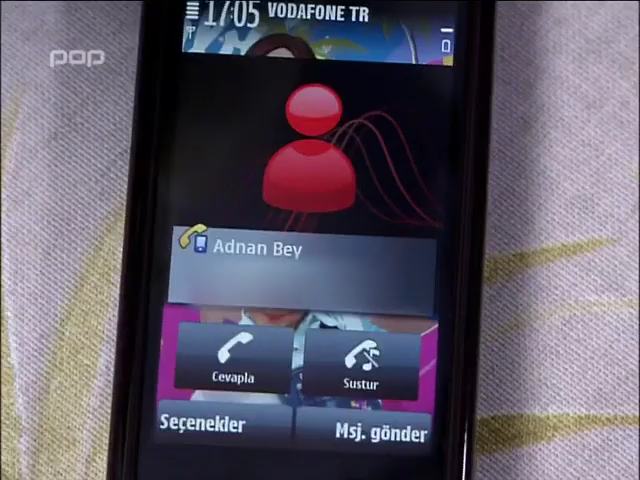 17:05 VODAFONE TR
pop
Adnan Bey
Cevapla
Sustur
Seçenekler
Msj. gönder